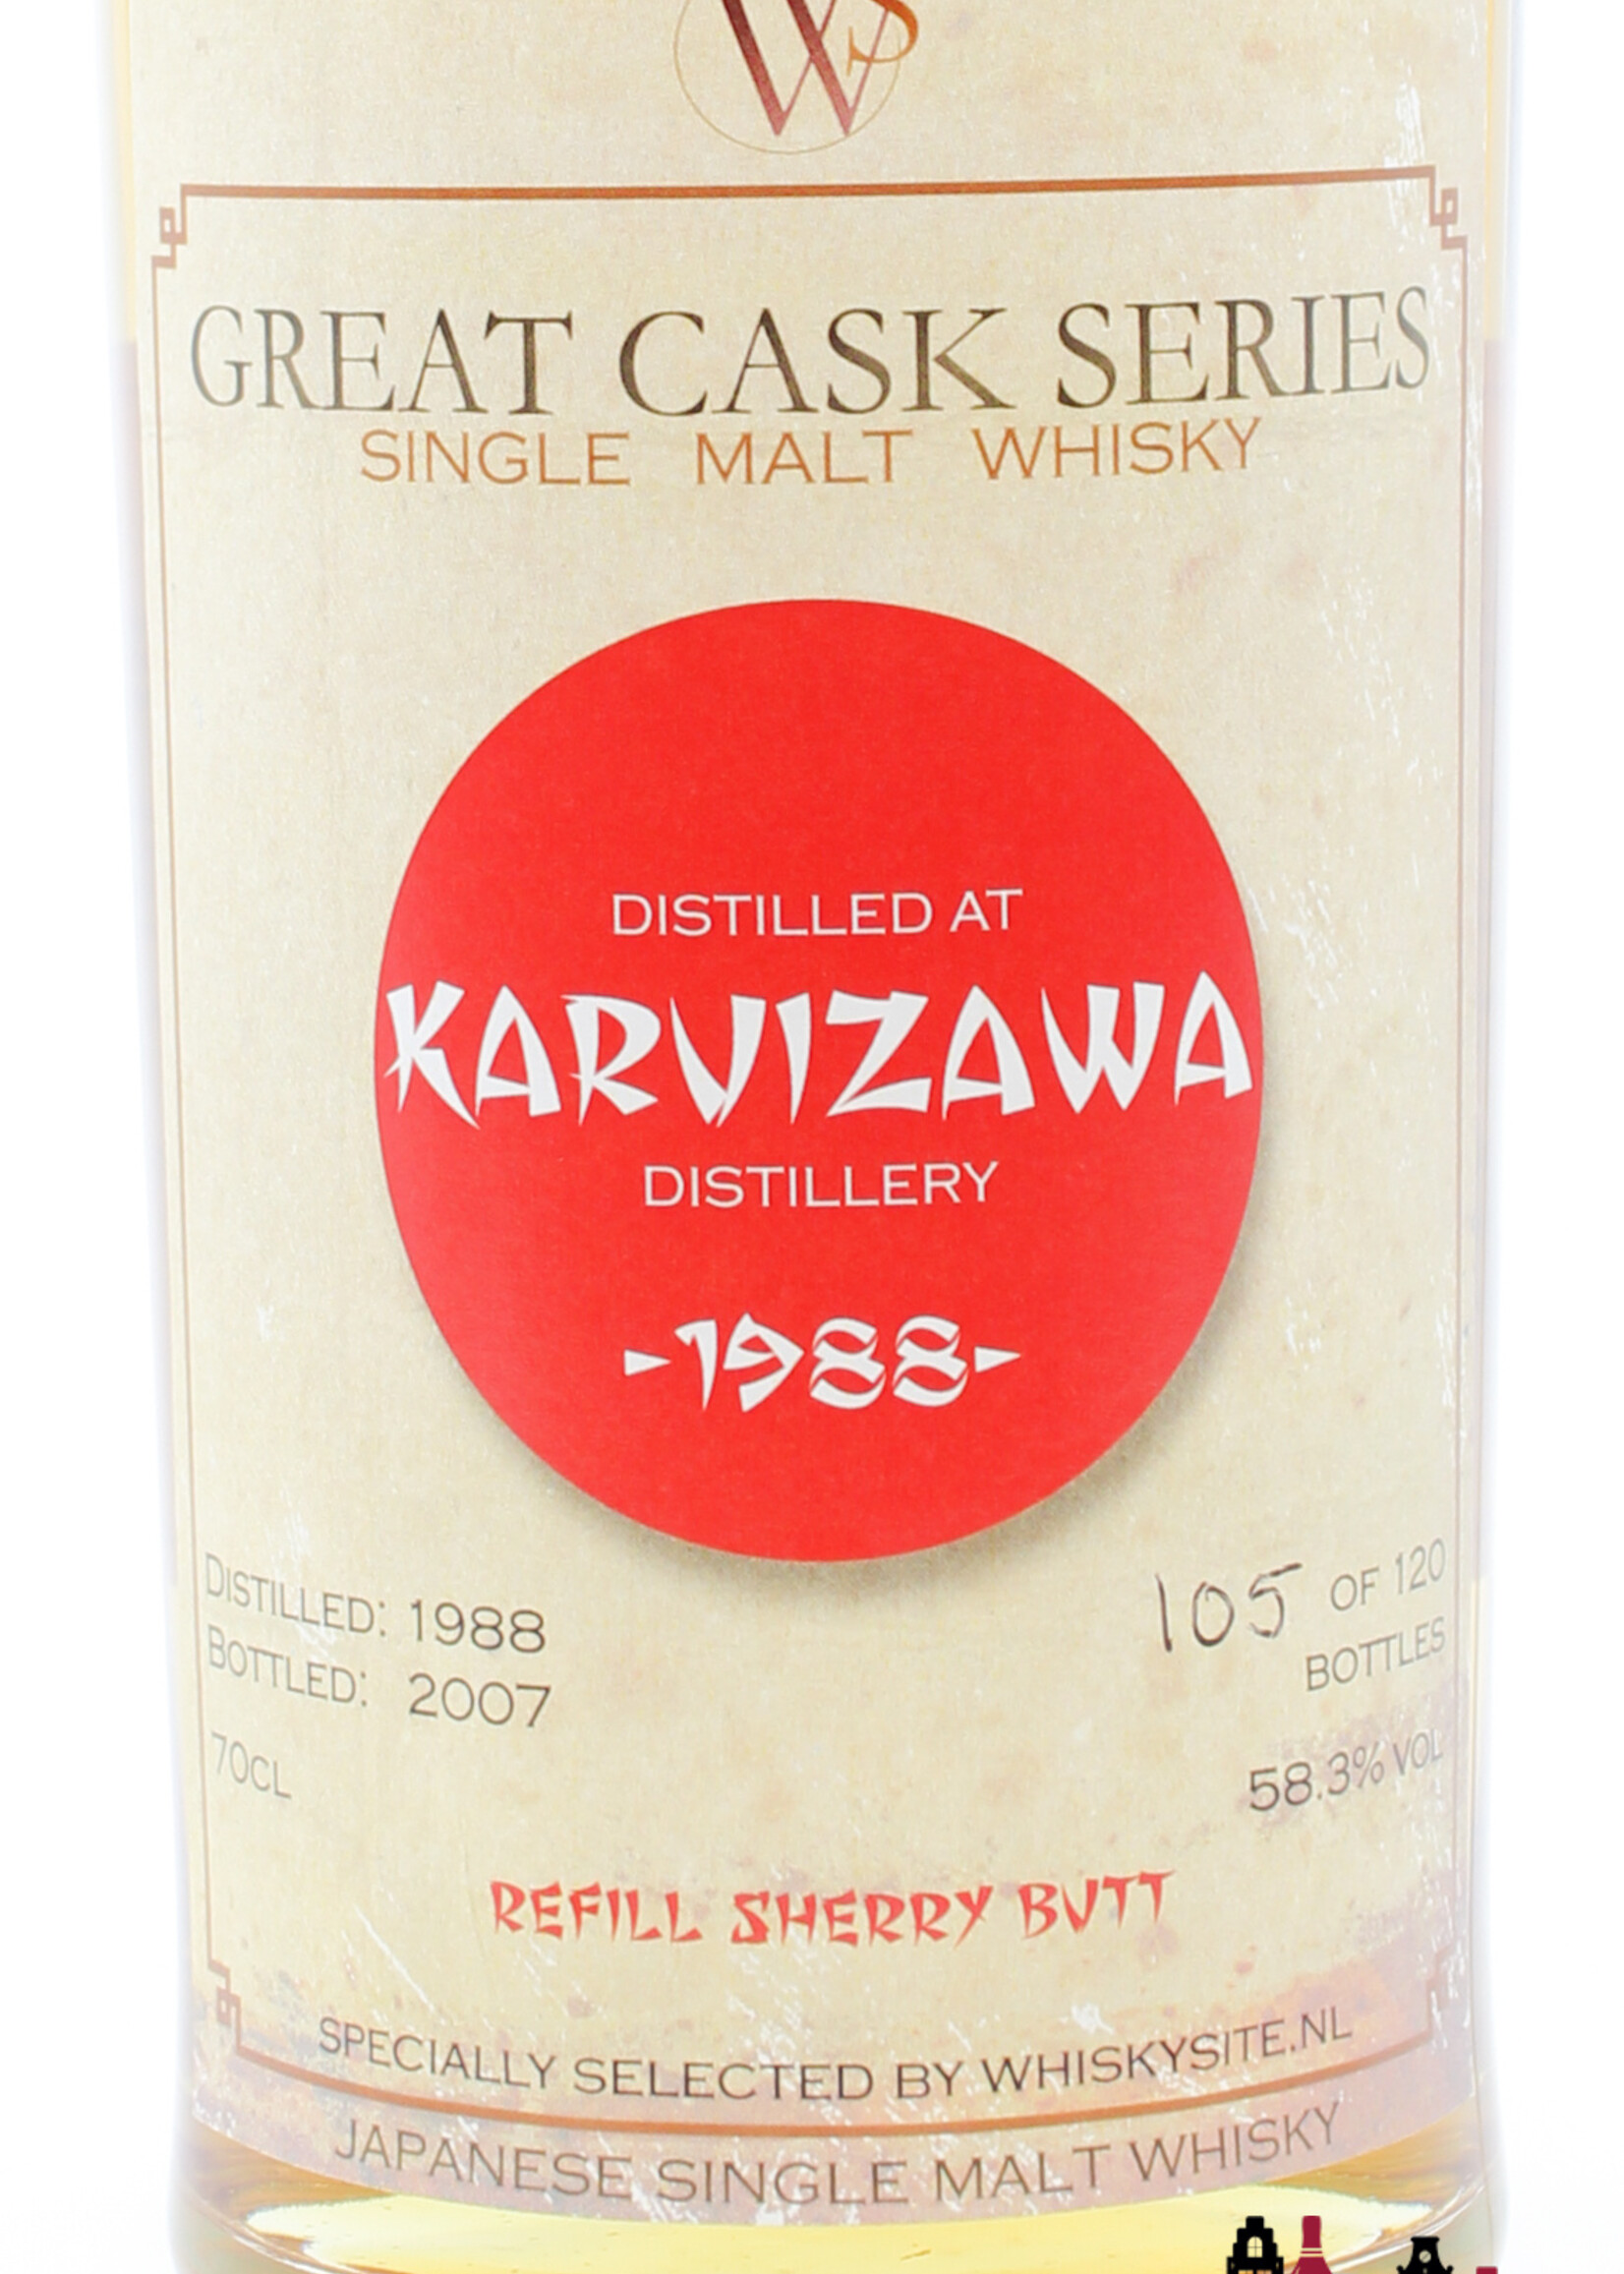 WS
GREAT CASK SERIES
SINGLE MALT WHISKY
DISTILLED AT
KARUIZAWA
DISTILLERY
-1988-
DISTILLED: 1988
BOTTLED: 2007
70CL
105 OF 120
BOTTLES
58.3% VOL
REFILL SHERRY BUTT
SPECIALLY SELECTED BY WHISKYSITE.NL
JAPANESE SINGLE MALT WHISKY